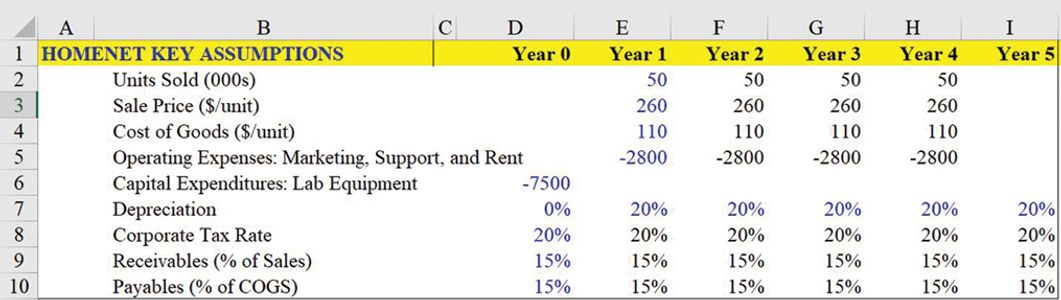 A B C D E F G H I
1 HOMENET KEY ASSUMPTIONS Year 0 Year 1 Year 2 Year 3 Year 4 Year 5
2 Units Sold (000s) 50 50 50 50
3 Sale Price ($/unit) 260 260 260 260
4 Cost of Goods ($/unit) 110 110 110 110
5 Operating Expenses: Marketing, Support, and Rent -2800 -2800 -2800 -2800
6 Capital Expenditures: Lab Equipment -7500
7 Depreciation 0% 20% 20% 20% 20% 20%
8 Corporate Tax Rate 20% 20% 20% 20% 20% 20%
9 Receivables (% of Sales) 15% 15% 15% 15% 15% 15%
10 Payables (% of COGS) 15% 15% 15% 15% 15% 15%